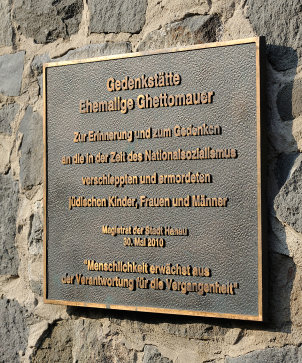 Gedenkstätte
Ehemalige Ghettomauer
Zur Erinnerung und zum Gedenken
an die in der Zeit des Nationalsozialismus
verschleppten und ermordeten
jüdischen Kinder, Frauen und Männer
Magistrat der Stadt Hanau
30. Mai 2010
"Menschlichkeit erwächst aus
der Verantwortung für die Vergangenheit"